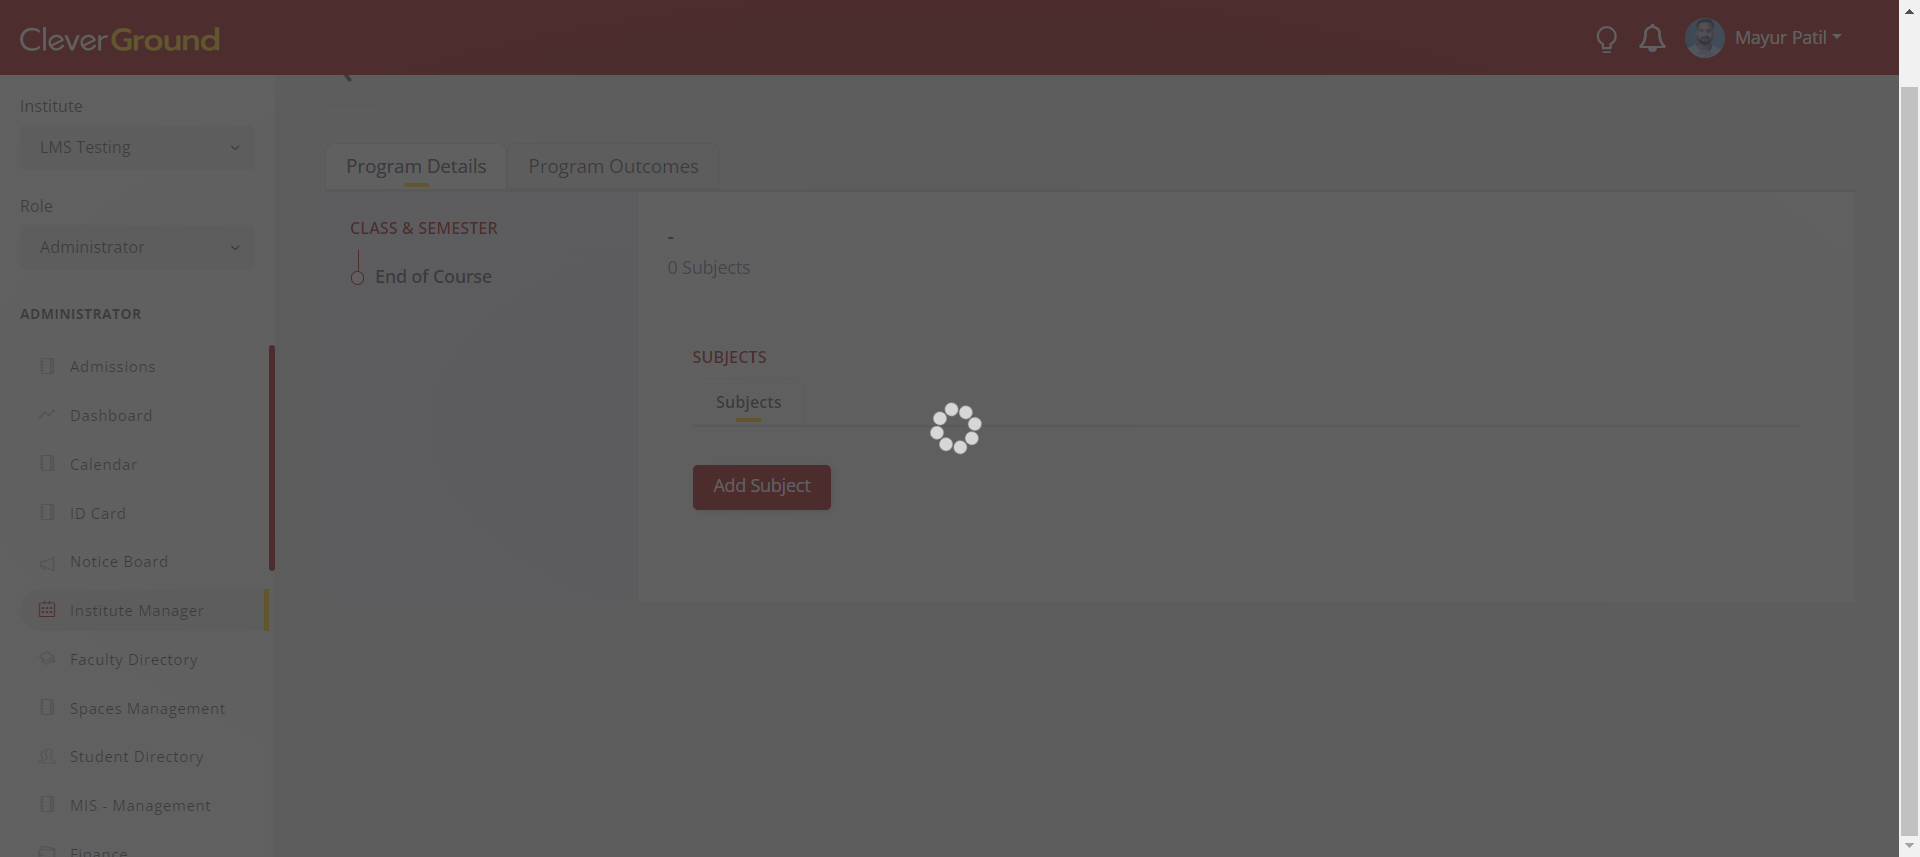 CleverGround
Mayur Patil
Institute
LMS Testing
Role
Administrator
ADMINISTRATOR
Admissions
Dashboard
Calendar
ID Card
Notice Board
Institute Manager
Faculty Directory
Spaces Management
Student Directory
MIS - Management
Finance
Program Details
Program Outcomes
CLASS & SEMESTER
End of Course
-
0 Subjects
SUBJECTS
Subjects
Add Subject